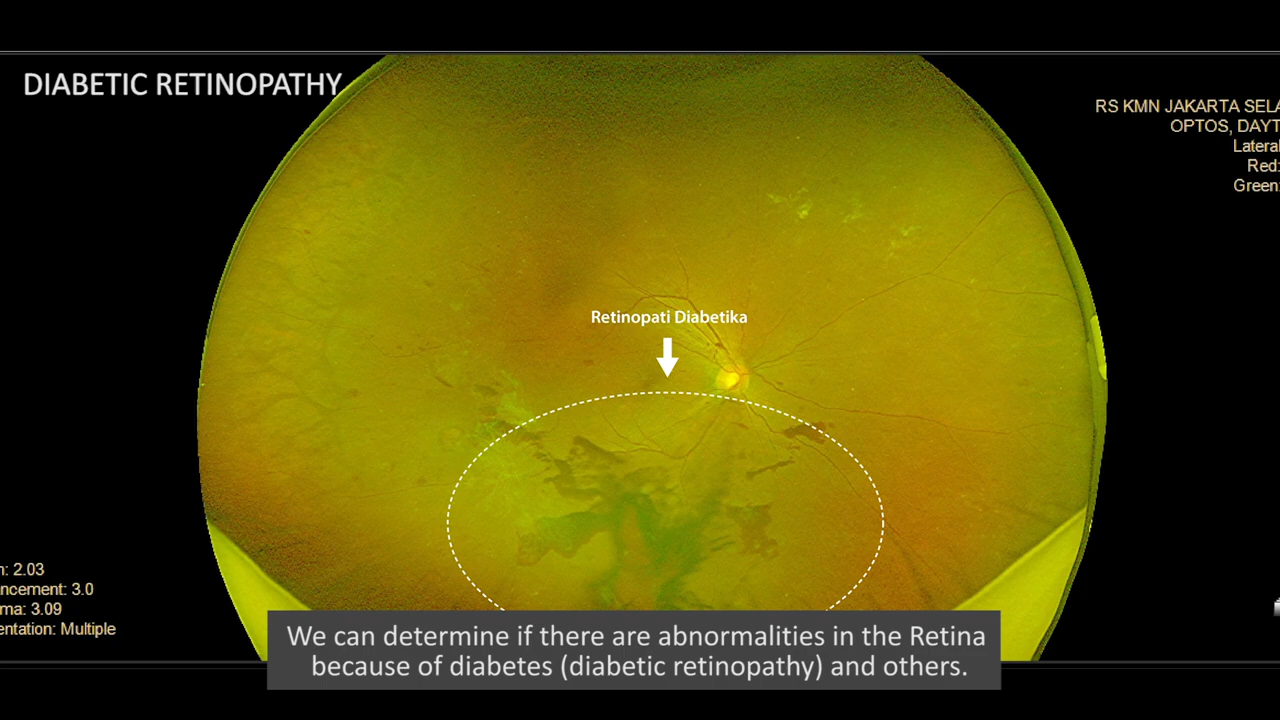 DIABETIC RETINOPATHY
RS KMN JAKARTA SELA
OPTOS, DAYT
Lateral
Red:
Green:
Retinopati Diabetika
n: 2.03
ncement: 3.0
ma: 3.09
entation: Multiple
We can determine if there are abnormalities in the Retina
because of diabetes (diabetic retinopathy) and others.